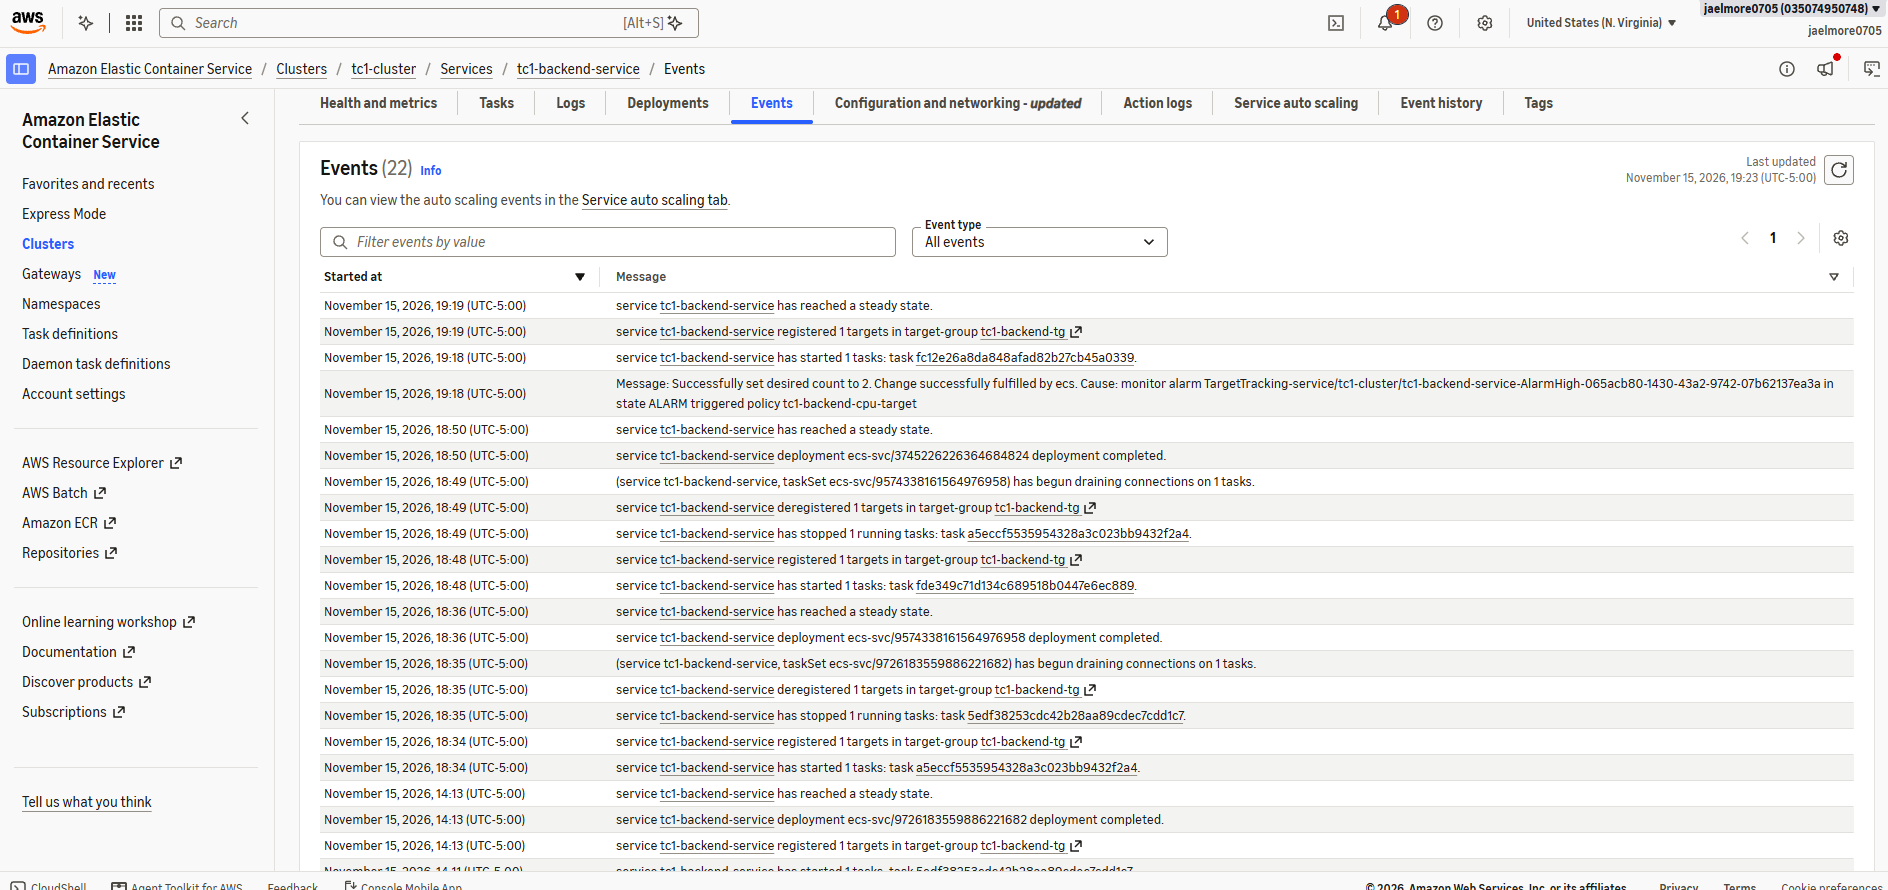 aws
Search
[Alt+S]
1
United States (N. Virginia)
jaelmore0705 (035074950748)
jaelmore0705
Amazon Elastic Container Service / Clusters / tc1-cluster / Services / tc1-backend-service / Events
Amazon Elastic
Container Service
Favorites and recents
Express Mode
Clusters
Gateways New
Namespaces
Task definitions
Daemon task definitions
Account settings
AWS Resource Explorer
AWS Batch
Amazon ECR
Repositories
Online learning workshop
Documentation
Discover products
Subscriptions
Tell us what you think
Health and metrics
Tasks
Logs
Deployments
Events
Configuration and networking - updated
Action logs
Service auto scaling
Event history
Tags
Events (22) Info
Last updated
November 15, 2026, 19:23 (UTC-5:00)
You can view the auto scaling events in the Service auto scaling tab.
Filter events by value
Event type
All events
1
Started at Message
November 15, 2026, 19:19 (UTC-5:00) service tc1-backend-service has reached a steady state.
November 15, 2026, 19:19 (UTC-5:00) service tc1-backend-service registered 1 targets in target-group tc1-backend-tg
November 15, 2026, 19:18 (UTC-5:00) service tc1-backend-service has started 1 tasks: task fc12e26a8da848afad82b27cb45a0339.
November 15, 2026, 19:18 (UTC-5:00) Message: Successfully set desired count to 2. Change successfully fulfilled by ecs. Cause: monitor alarm TargetTracking-service/tc1-cluster/tc1-backend-service-AlarmHigh-065acb80-1430-43a2-9742-07b62137ea3a in
state ALARM triggered policy tc1-backend-cpu-target
November 15, 2026, 18:50 (UTC-5:00) service tc1-backend-service has reached a steady state.
November 15, 2026, 18:50 (UTC-5:00) service tc1-backend-service deployment ecs-svc/3745226226364684824 deployment completed.
November 15, 2026, 18:49 (UTC-5:00) (service tc1-backend-service, taskSet ecs-svc/9574338161564976958) has begun draining connections on 1 tasks.
November 15, 2026, 18:49 (UTC-5:00) service tc1-backend-service deregistered 1 targets in target-group tc1-backend-tg
November 15, 2026, 18:49 (UTC-5:00) service tc1-backend-service has stopped 1 running tasks: task a5eccf5535954328a3c023bb9432f2a4.
November 15, 2026, 18:48 (UTC-5:00) service tc1-backend-service registered 1 targets in target-group tc1-backend-tg
November 15, 2026, 18:48 (UTC-5:00) service tc1-backend-service has started 1 tasks: task fde349c71d134c689518b0447e6ec889.
November 15, 2026, 18:36 (UTC-5:00) service tc1-backend-service has reached a steady state.
November 15, 2026, 18:36 (UTC-5:00) service tc1-backend-service deployment ecs-svc/9574338161564976958 deployment completed.
November 15, 2026, 18:35 (UTC-5:00) (service tc1-backend-service, taskSet ecs-svc/9726183559886221682) has begun draining connections on 1 tasks.
November 15, 2026, 18:35 (UTC-5:00) service tc1-backend-service deregistered 1 targets in target-group tc1-backend-tg
November 15, 2026, 18:35 (UTC-5:00) service tc1-backend-service has stopped 1 running tasks: task 5edf38253cdc42b28aa89cdec7cdd1c7.
November 15, 2026, 18:34 (UTC-5:00) service tc1-backend-service registered 1 targets in target-group tc1-backend-tg
November 15, 2026, 18:34 (UTC-5:00) service tc1-backend-service has started 1 tasks: task a5eccf5535954328a3c023bb9432f2a4.
November 15, 2026, 14:13 (UTC-5:00) service tc1-backend-service has reached a steady state.
November 15, 2026, 14:13 (UTC-5:00) service tc1-backend-service deployment ecs-svc/9726183559886221682 deployment completed.
November 15, 2026, 14:13 (UTC-5:00) service tc1-backend-service registered 1 targets in target-group tc1-backend-tg
November 15, 2026, 14:11 (UTC-5:00) service tc1-backend-service has started 1 tasks: task 5edf38253cdc42b28aa89cdec7cdd1c7.
CloudShell
Agent Toolkit for AWS
Feedback
Console Mobile App
© 2026, Amazon Web Services, Inc. or its affiliates.
Privacy
Terms
Cookie preferences